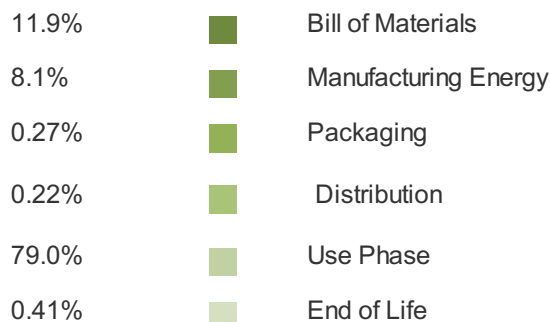 11.9% Bill of Materials
8.1% Manufacturing Energy
0.27% Packaging
0.22% Distribution
79.0% Use Phase
0.41% End of Life